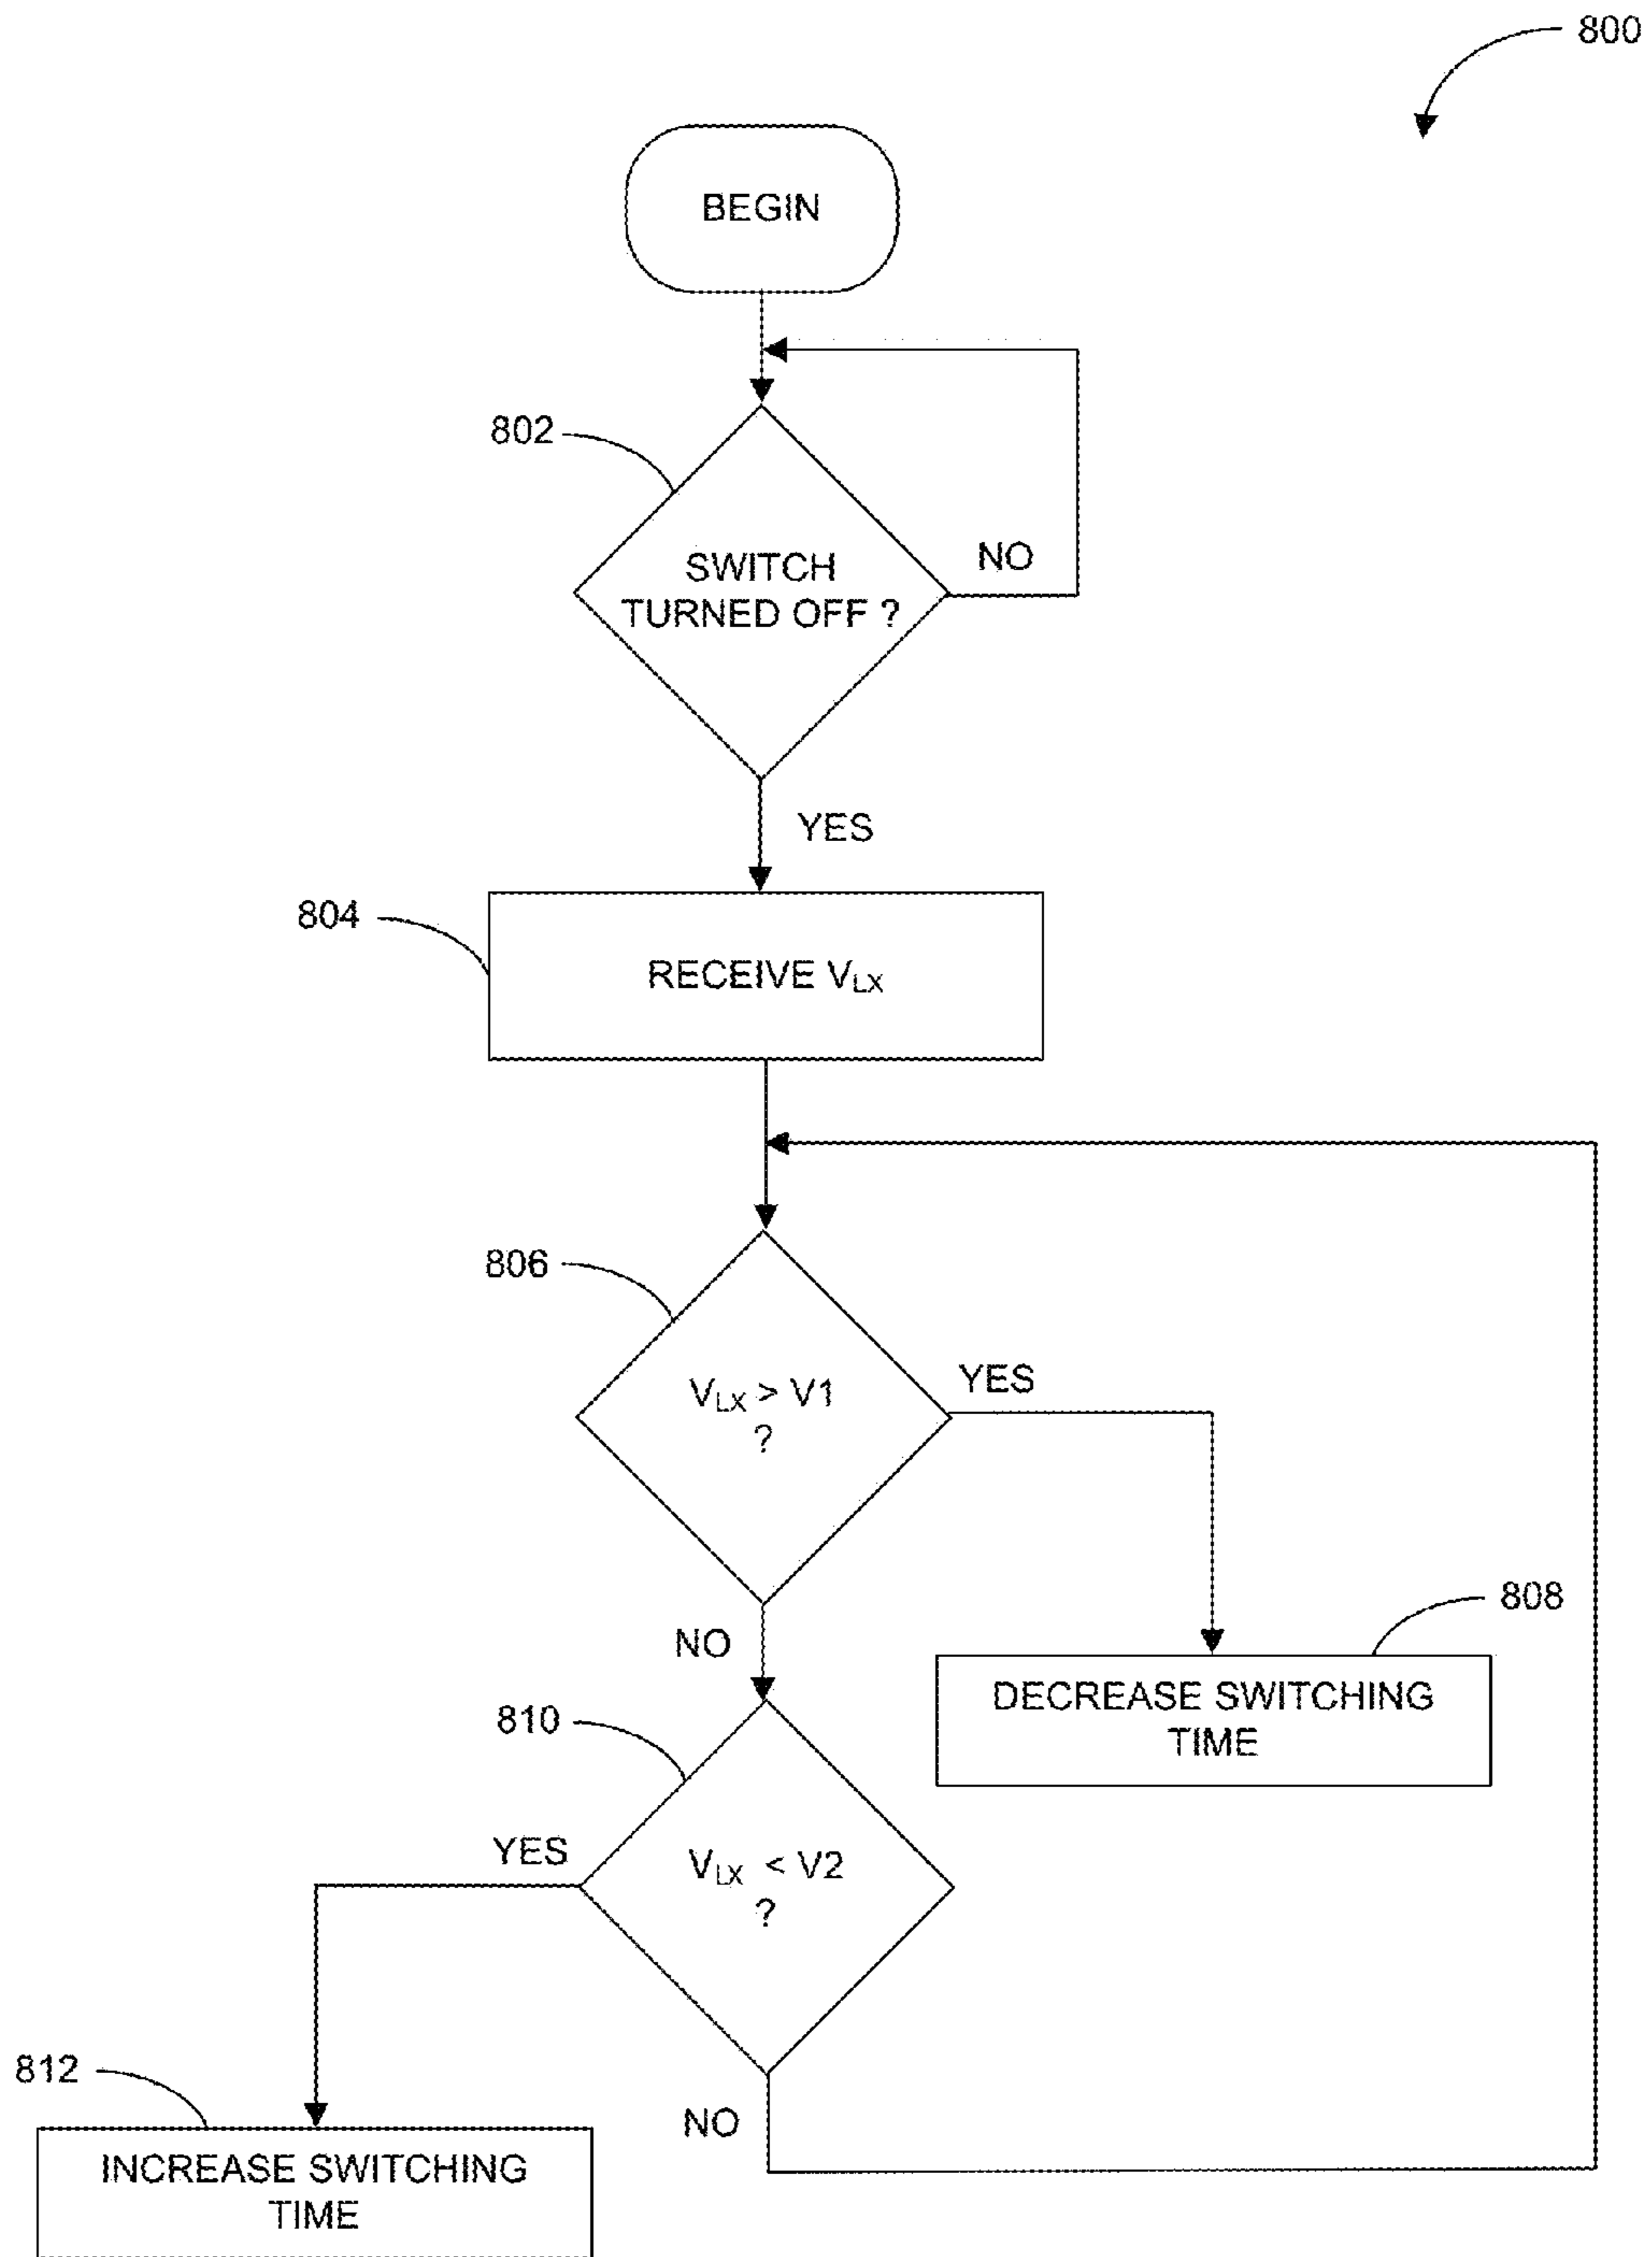 800
BEGIN
802
SWITCH
TURNED OFF ?
NO
YES
804
RECEIVE VLX
806
VLX > V1
?
YES
NO
808
DECREASE SWITCHING
TIME
810
YES
VLX < V2
?
812
NO
INCREASE SWITCHING
TIME